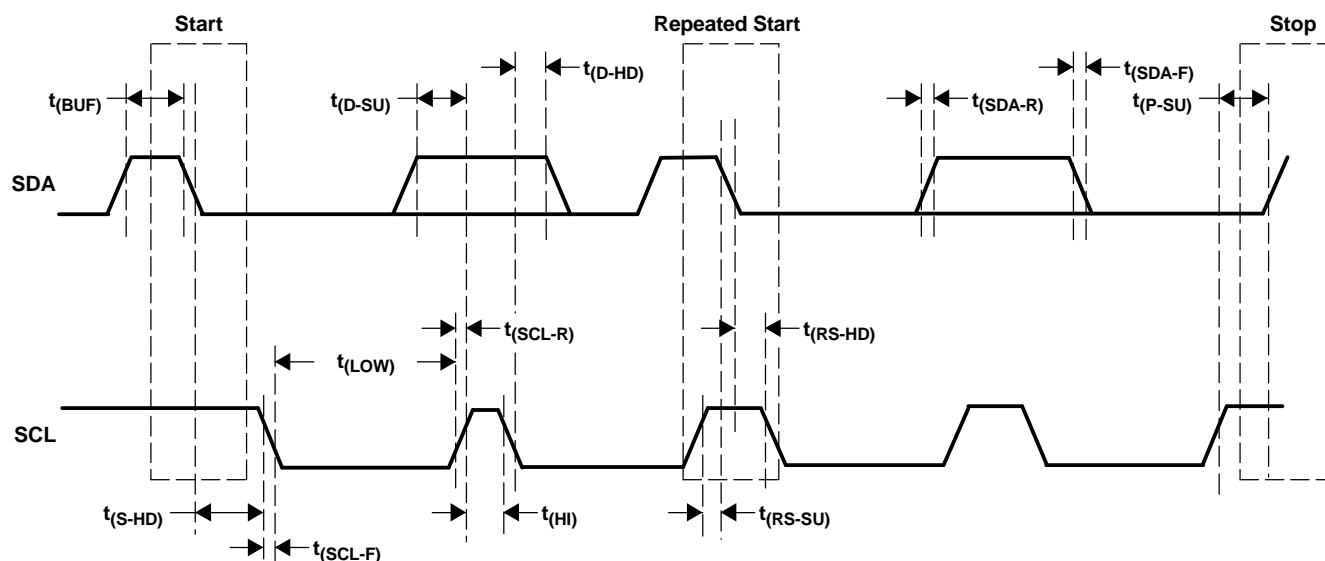 Start
Repeated Start
Stop
t(D-HD)
t(SDA-F)
t(BUF)
t(D-SU)
t(SDA-R)
t(P-SU)
SDA
t(SCL-R)
t(RS-HD)
t(LOW)
SCL
t(S-HD)
t(HI)
t(RS-SU)
t(SCL-F)